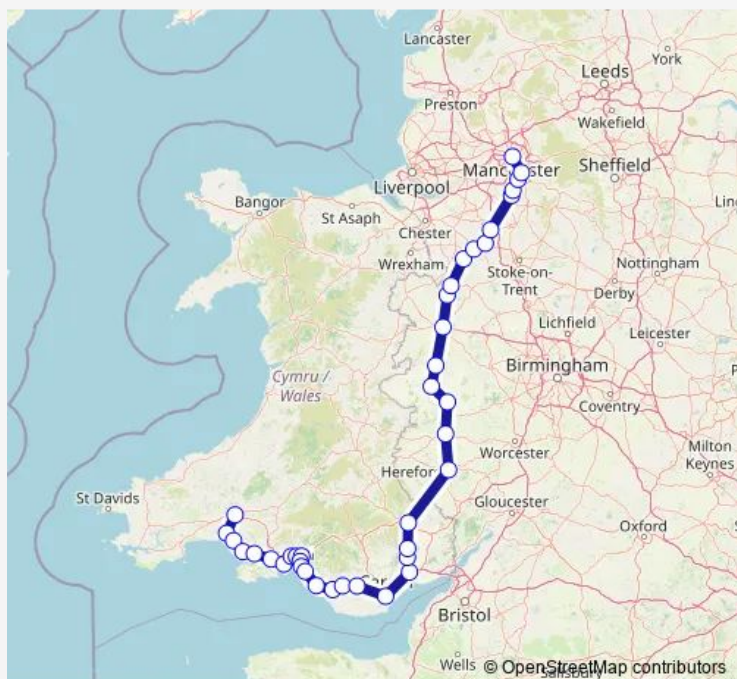 Lancaster
York
Leeds
Preston
Wakefield
Manchester
Sheffield
Liverpool
Bangor
St Asaph
Chester
Wrexham
Stoke-on-
Trent
Nottingham
Derby
Lichfield
Leicester
Birmingham
Cymru /
Wales
Coventry
Worcester
Milton
Keynes
Herefor
St Davids
Gloucester
Oxford
Bristol
Wells
© OpenStreetMap contributors